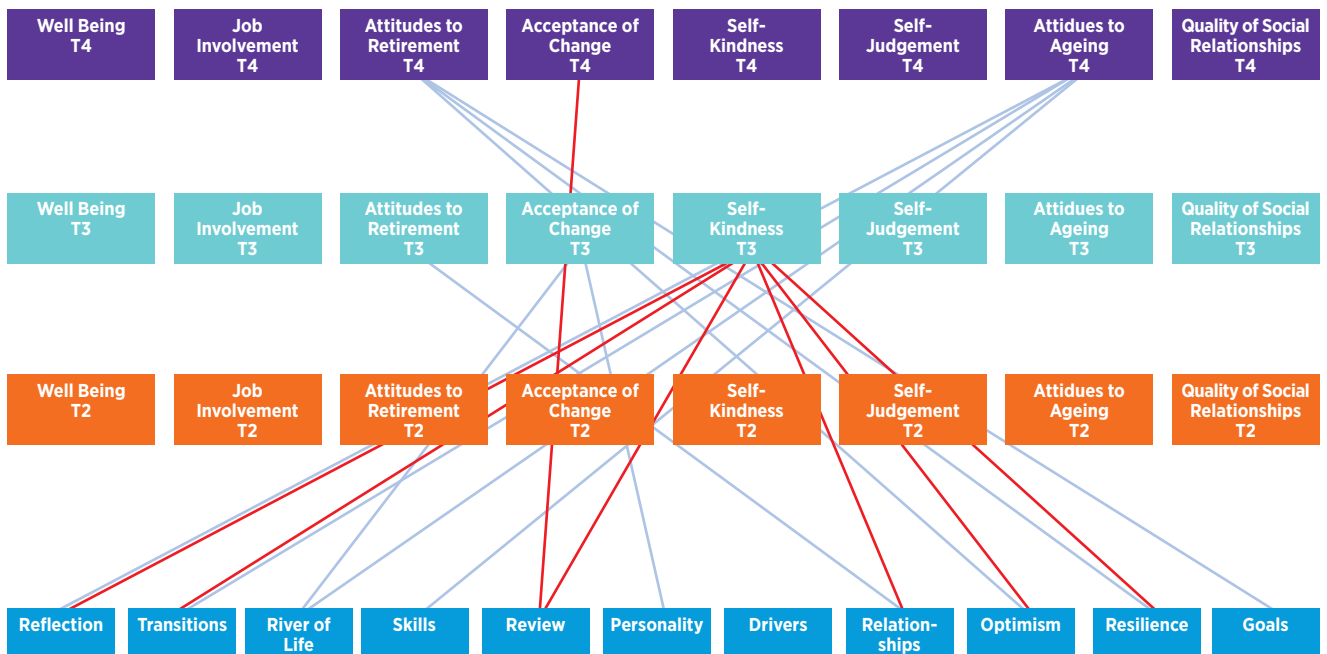 Well Being
T4
Job
Involvement
T4
Attitudes to
Retirement
T4
Acceptance of
Change
T4
Self-
Kindness
T4
Self-
Judgement
T4
Attidues to
Ageing
T4
Quality of Social
Relationships
T4
Well Being
T3
Job
Involvement
T3
Attitudes to
Retirement
T3
Acceptance of
Change
T3
Self-
Kindness
T3
Self-
Judgement
T3
Attidues to
Ageing
T3
Quality of Social
Relationships
T3
Well Being
T2
Job
Involvement
T2
Attitudes to
Retirement
T2
Acceptance of
Change
T2
Self-
Kindness
T2
Self-
Judgement
T2
Attidues to
Ageing
T2
Quality of Social
Relationships
T2
Reflection
Transitions
River of
Life
Skills
Review
Personality
Drivers
Relation-
ships
Optimism
Resilience
Goals